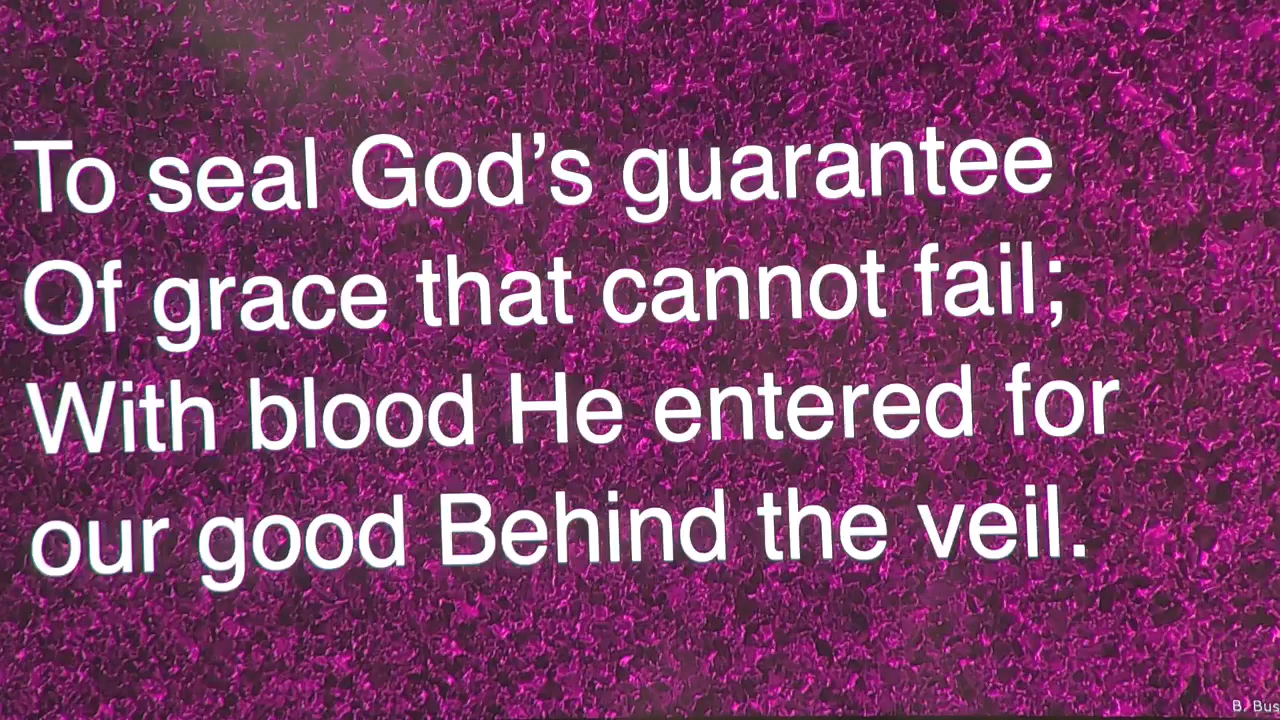 To seal God’s guarantee
Of grace that cannot fail;
With blood He entered for
our good Behind the veil.
B. Bus